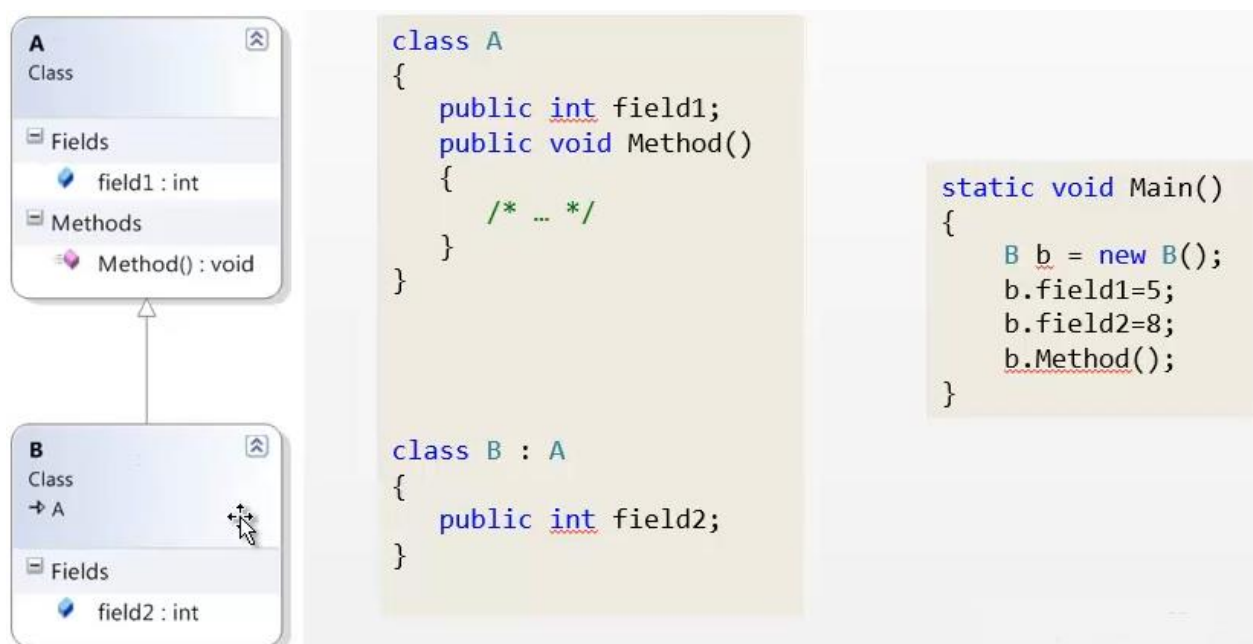 A
Class
Fields
field1 : int
Methods
Method() : void
B
Class
A
Fields
field2 : int
class A
{
public int field1;
public void Method()
{
/* … */
}
}
class B : A
{
public int field2;
}
static void Main()
{
B b = new B();
b.field1=5;
b.field2=8;
b.Method();
}